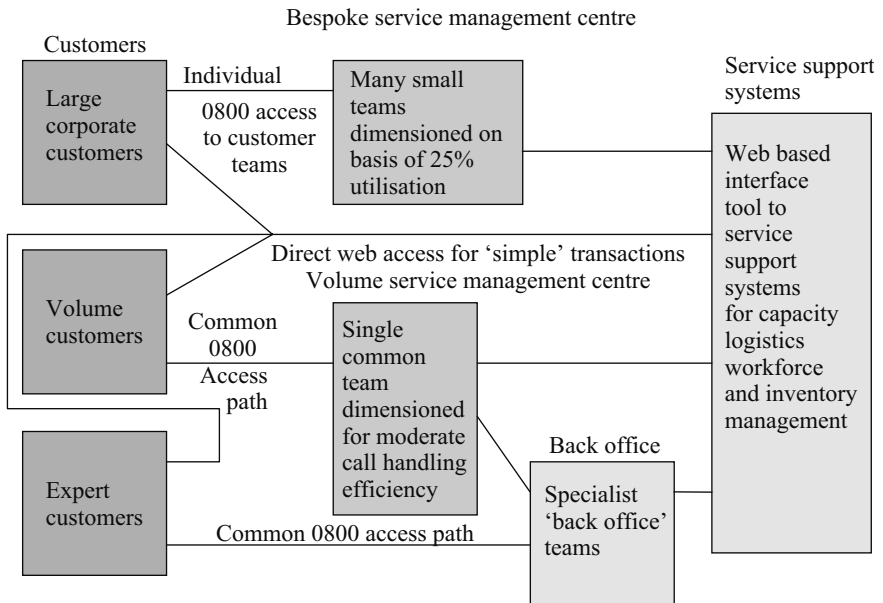 Bespoke service management centre
Customers
Large
corporate
customers
Individual
0800 access
to customer
teams
Many small
teams
dimensioned on
basis of 25%
utilisation
Service support
systems
Web based
interface
tool to
service
support
systems
for capacity
logistics
workforce
and inventory
management
Direct web access for ‘simple’ transactions
Volume service management centre
Volume
customers
Common
0800
Access
path
Single
common
team
dimensioned
for moderate
call handling
efficiency
Back office
Expert
customers
Common 0800 access path
Specialist
‘back office’
teams